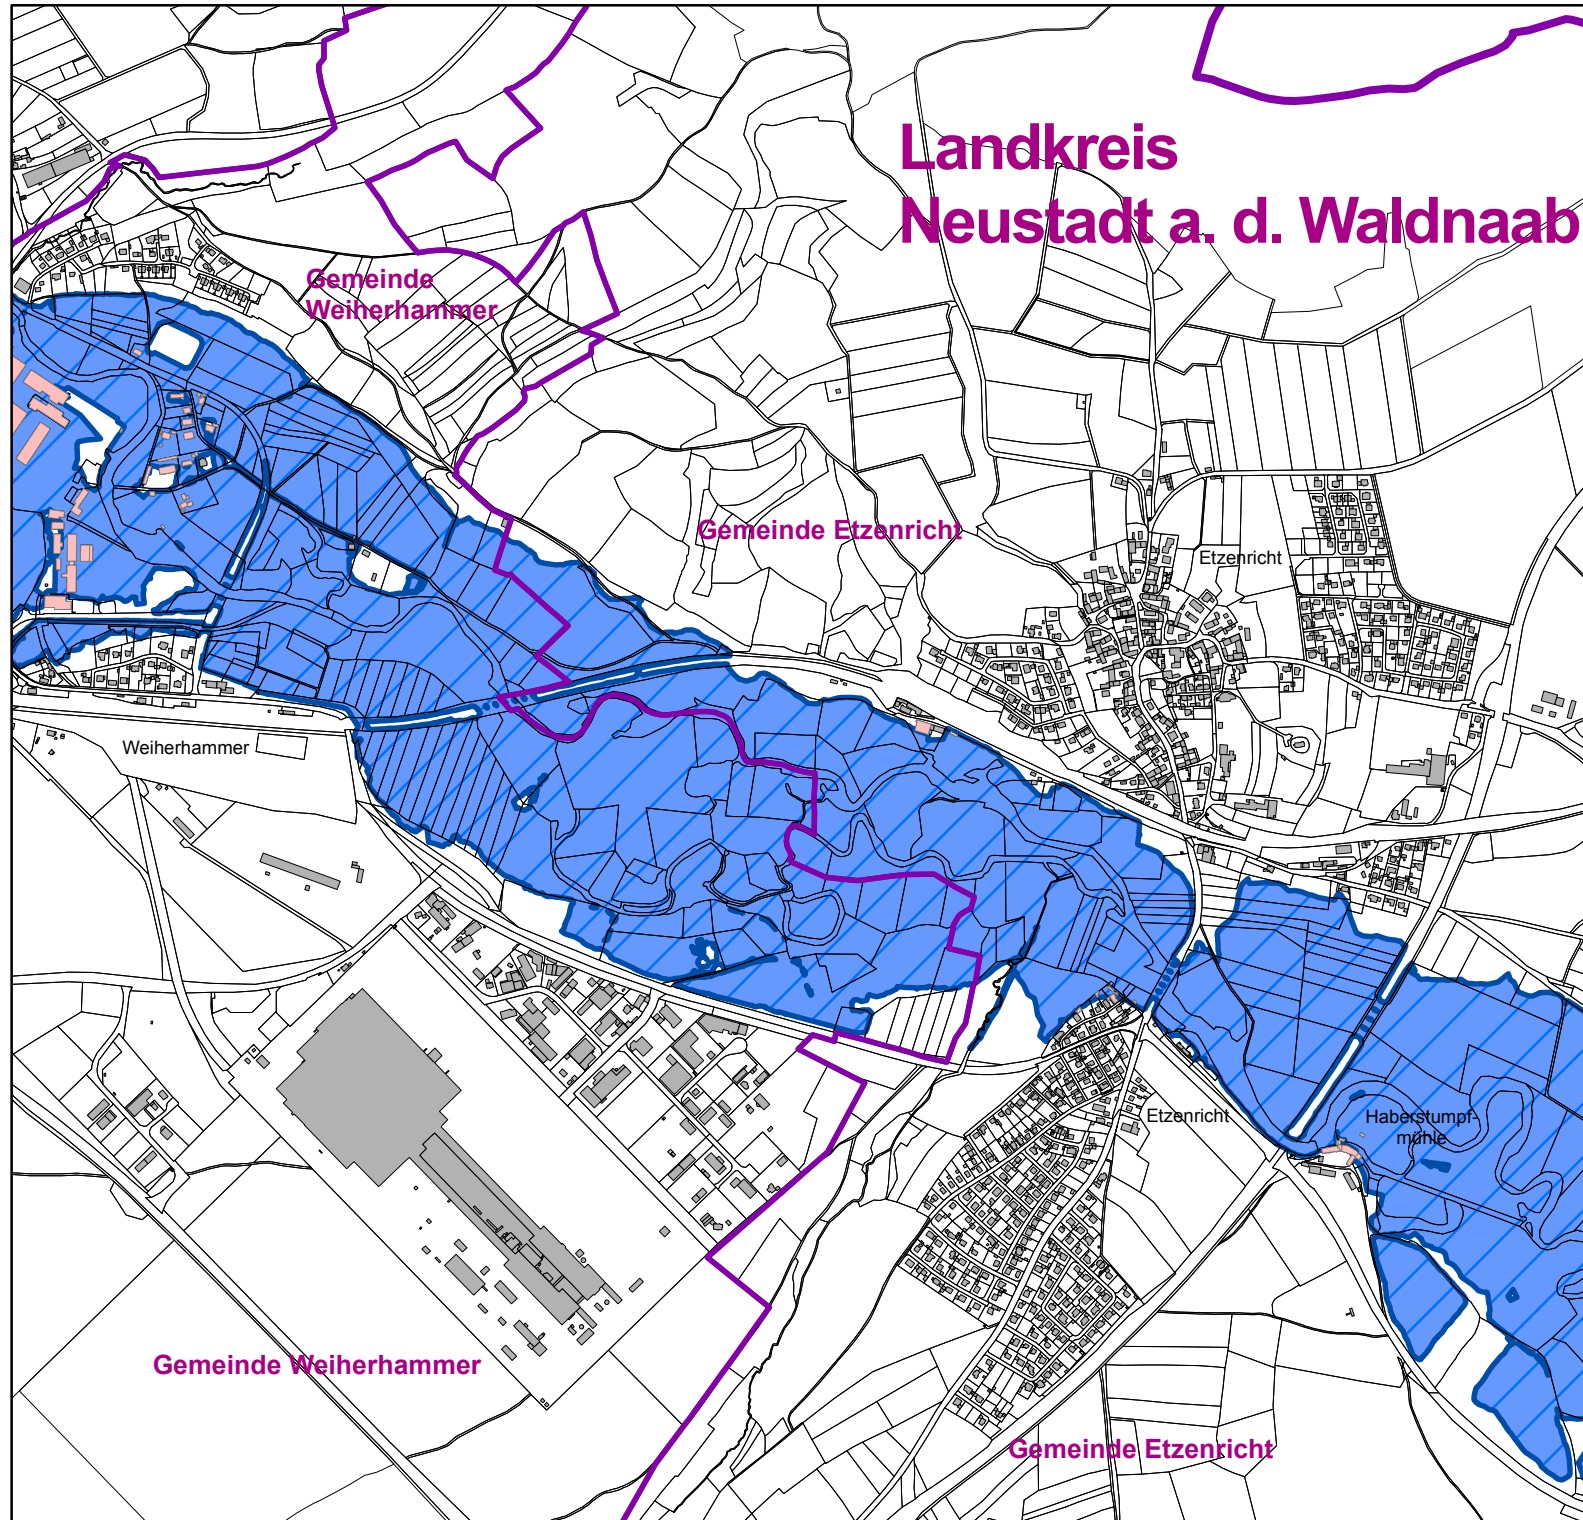 Landkreis
Neustadt a. d. Waldnaab
Gemeinde
Weiherhammer
Gemeinde Etzenricht
Etzenricht
Weiherhammer
Etzenricht
Haberstumpf-
mühle
Gemeinde Weiherhammer
Gemeinde Etzenricht